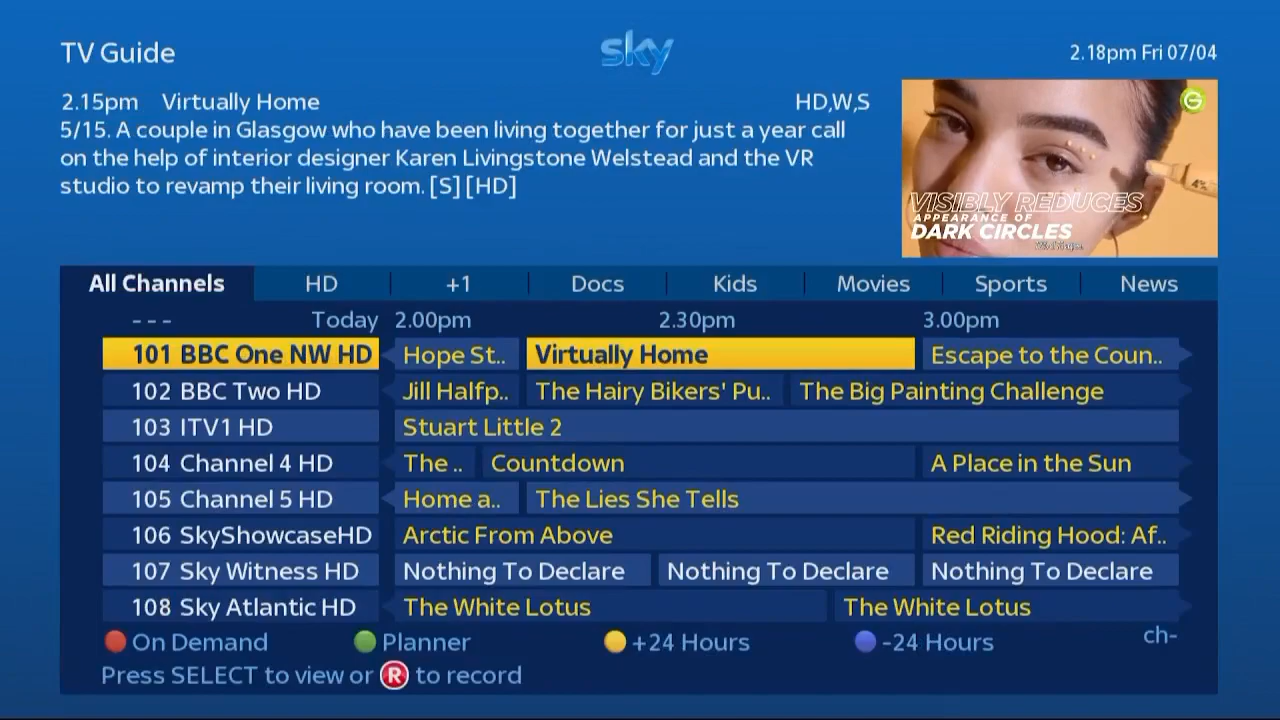 TV Guide
sky
2.18pm Fri 07/04
2.15pm Virtually Home
HD,W,S
5/15. A couple in Glasgow who have been living together for just a year call
on the help of interior designer Karen Livingstone Welstead and the VR
studio to revamp their living room. [S] [HD]
G
4%
VISIBLY REDUCES
APPEARANCE OF
DARK CIRCLES
All Channels HD +1 Docs Kids Movies Sports News
- - - Today 2.00pm 2.30pm 3.00pm
101 BBC One NW HD Hope St.. Virtually Home Escape to the Coun..
102 BBC Two HD Jill Halfp.. The Hairy Bikers' Pu.. The Big Painting Challenge
103 ITV1 HD Stuart Little 2
104 Channel 4 HD The .. Countdown A Place in the Sun
105 Channel 5 HD Home a.. The Lies She Tells
106 SkyShowcaseHD Arctic From Above Red Riding Hood: Af..
107 Sky Witness HD Nothing To Declare Nothing To Declare Nothing To Declare
108 Sky Atlantic HD The White Lotus The White Lotus
On Demand Planner +24 Hours -24 Hours ch-
Press SELECT to view or R to record